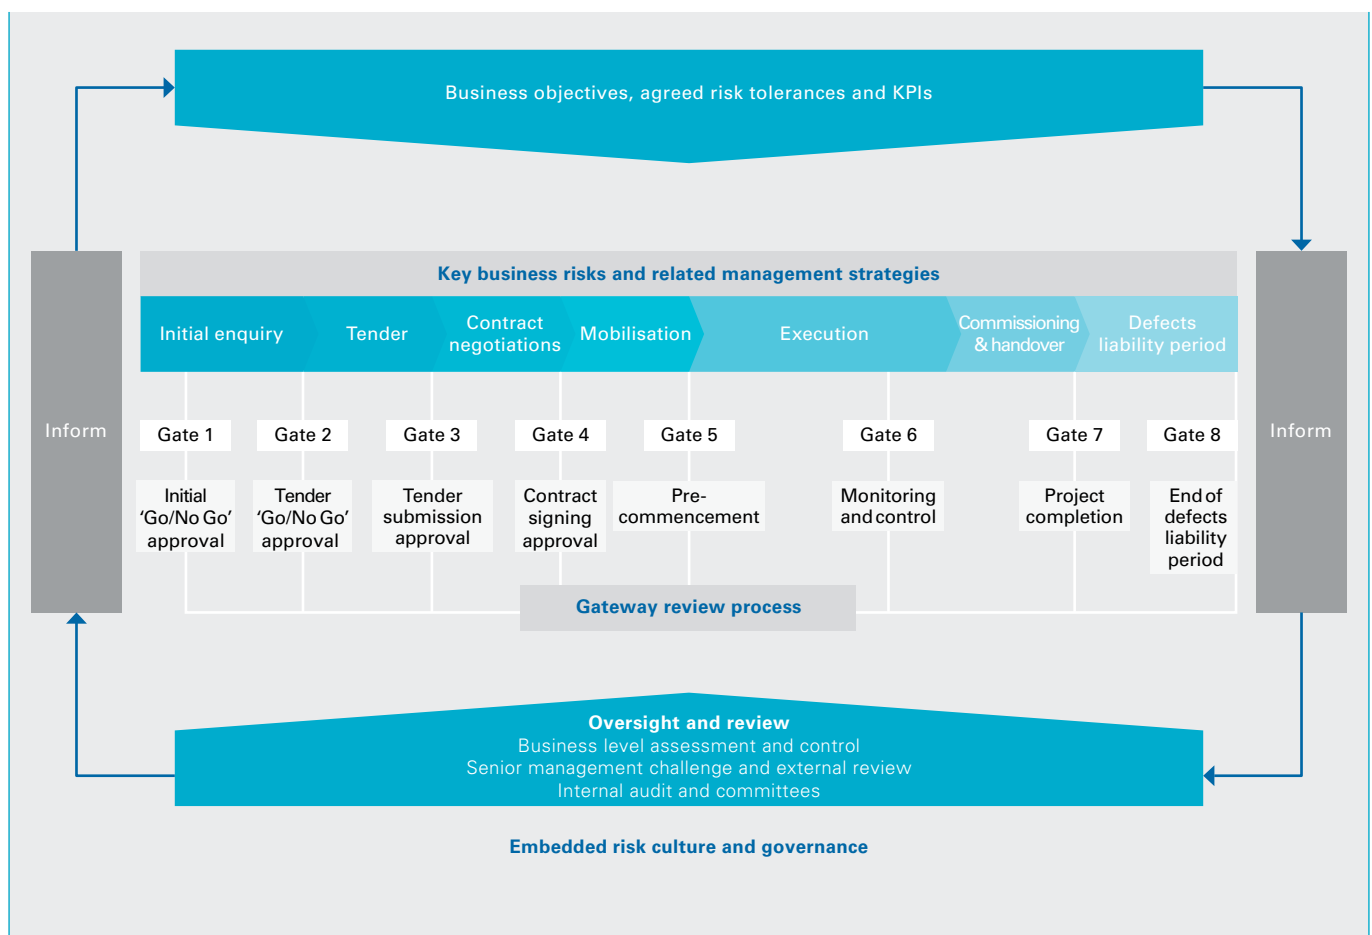 Business objectives, agreed risk tolerances and KPIs
Inform
Key business risks and related management strategies
Initial enquiry
Tender
Contract
negotiations
Mobilisation
Execution
Commissioning
& handover
Defects
liability period
Gate 1
Gate 2
Gate 3
Gate 4
Gate 5
Gate 6
Gate 7
Gate 8
Initial
'Go/No Go'
approval
Tender
'Go/No Go'
approval
Tender
submission
approval
Contract
signing
approval
Pre-
commencement
Monitoring
and control
Project
completion
End of
defects
liability
period
Gateway review process
Inform
Oversight and review
Business level assessment and control
Senior management challenge and external review
Internal audit and committees
Embedded risk culture and governance